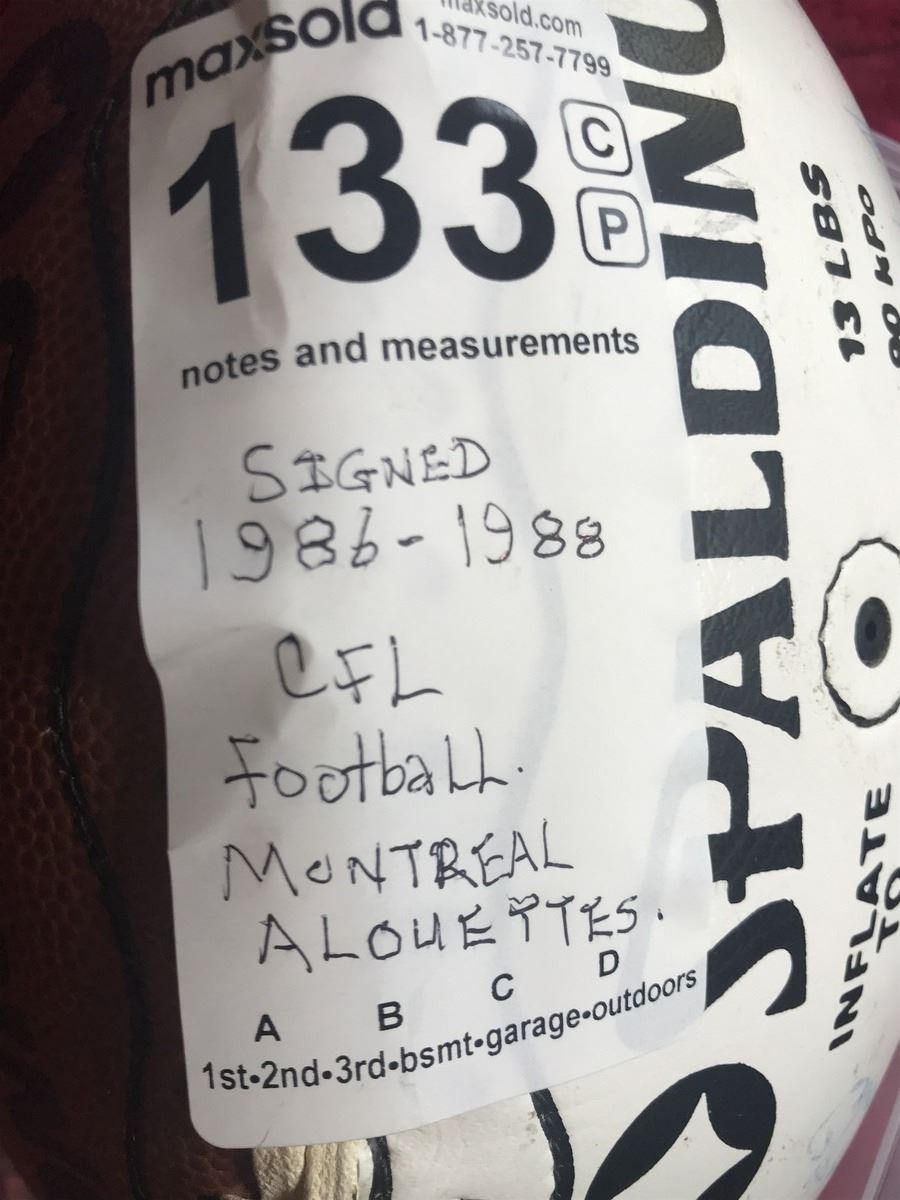 maxsold
maxsold.com
1-877-257-7799
133
C
P
notes and measurements
SIGNED
1986-1988
CFL
Football.
MONTREAL
ALOUETTES.
A B C D
1st•2nd•3rd•bsmt•garage•outdoors
SPALDING
13 LBS
INFLATE
TO